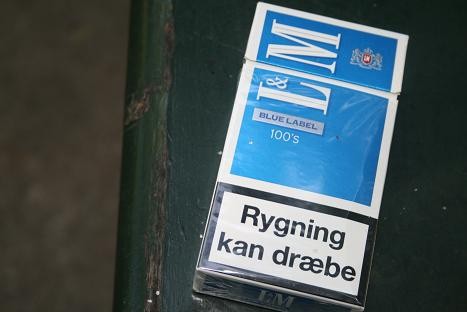 L&M
BLUE LABEL
100's
Rygning
kan dræbe
L&M